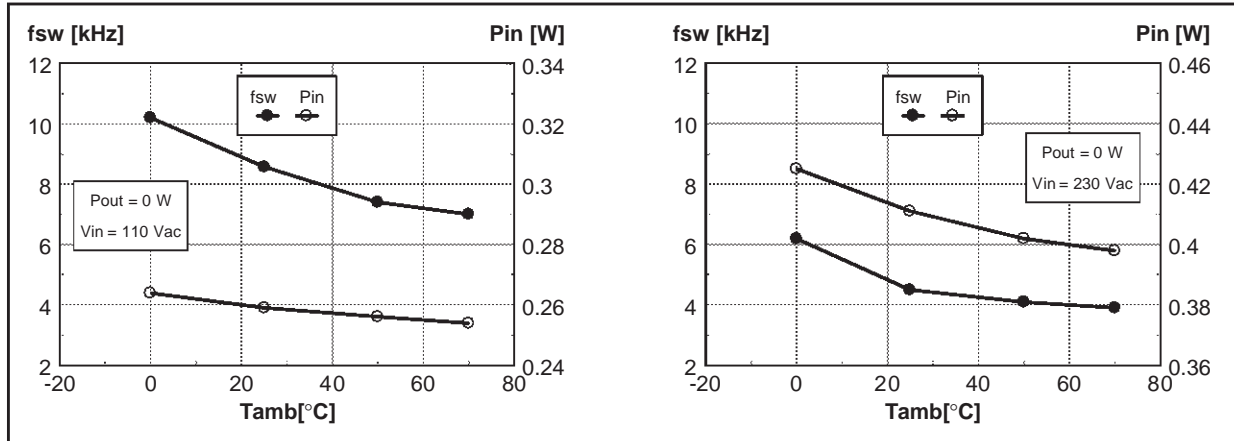 fsw [kHz] Pin [W]
12 0.34
10 0.32
8 0.3
6 0.28
4 0.26
2 0.24
-20 0 20 40 60 80
Tamb[°C]
fsw Pin
Pout = 0 W
Vin = 110 Vac
fsw [kHz] Pin [W]
12 0.46
10 0.44
8 0.42
6 0.4
4 0.38
2 0.36
-20 0 20 40 60 80
Tamb[°C]
fsw Pin
Pout = 0 W
Vin = 230 Vac